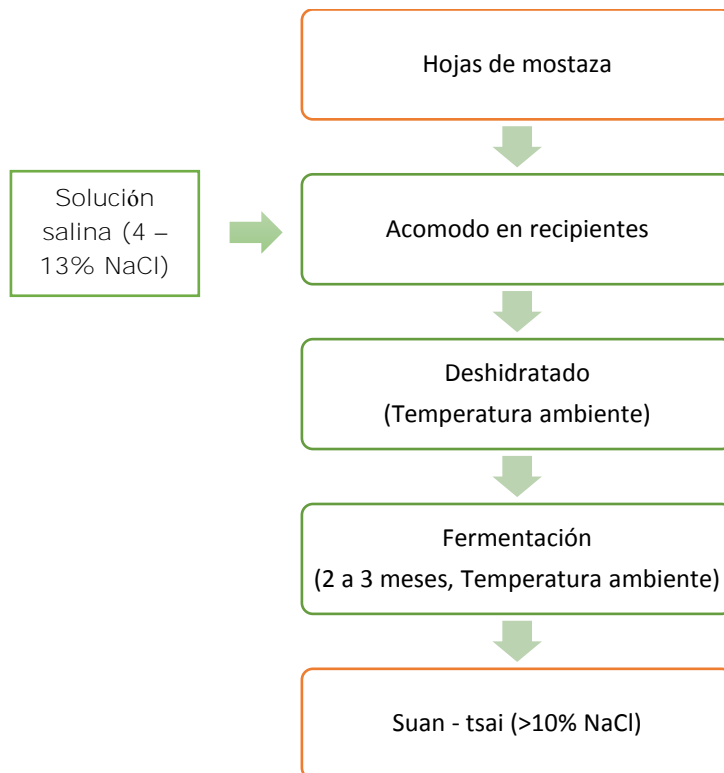 Hojas de mostaza
Solución
salina (4 –
13% NaCl)
Acomodo en recipientes
Deshidratado
(Temperatura ambiente)
Fermentación
(2 a 3 meses, Temperatura ambiente)
Suan - tsai (>10% NaCl)